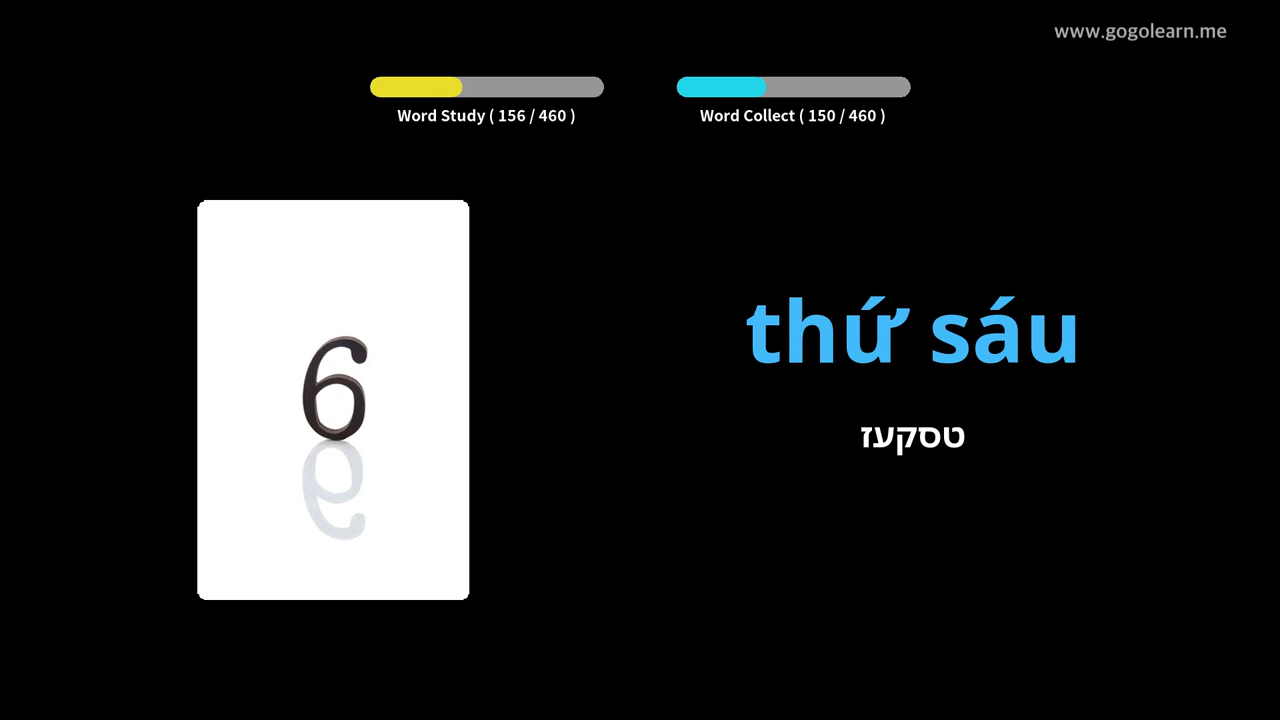 www.gogolearn.me
Word Study ( 156 / 460 )
Word Collect ( 150 / 460 )
6
thứ sáu
טסקעז